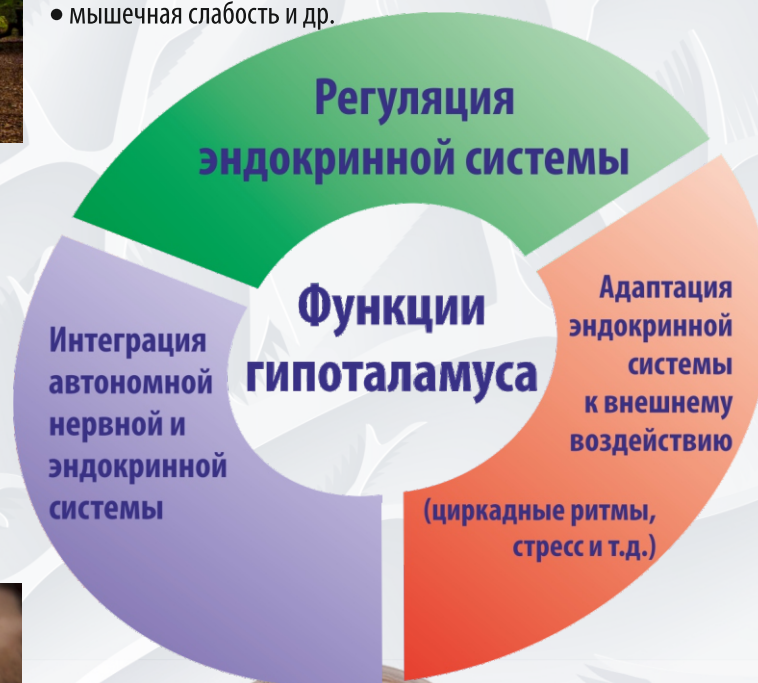 • мышечная слабость и др.
Регуляция
эндокринной системы
Функции
гипоталамуса
Адаптация
эндокринной
системы
к внешнему
воздействию
(циркадные ритмы,
стресс и т.д.)
Интеграция
автономной
нервной и
эндокринной
системы